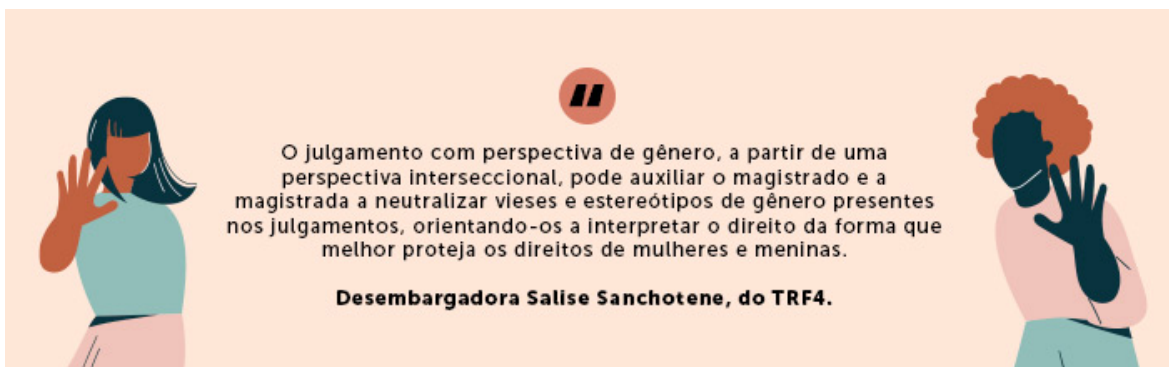 O julgamento com perspectiva de gênero, a partir de uma
perspectiva interseccional, pode auxiliar o magistrado e a
magistrada a neutralizar vieses e estereótipos de gênero presentes
nos julgamentos, orientando-os a interpretar o direito da forma que
melhor proteja os direitos de mulheres e meninas.
Desembargadora Salise Sanchotene, do TRF4.